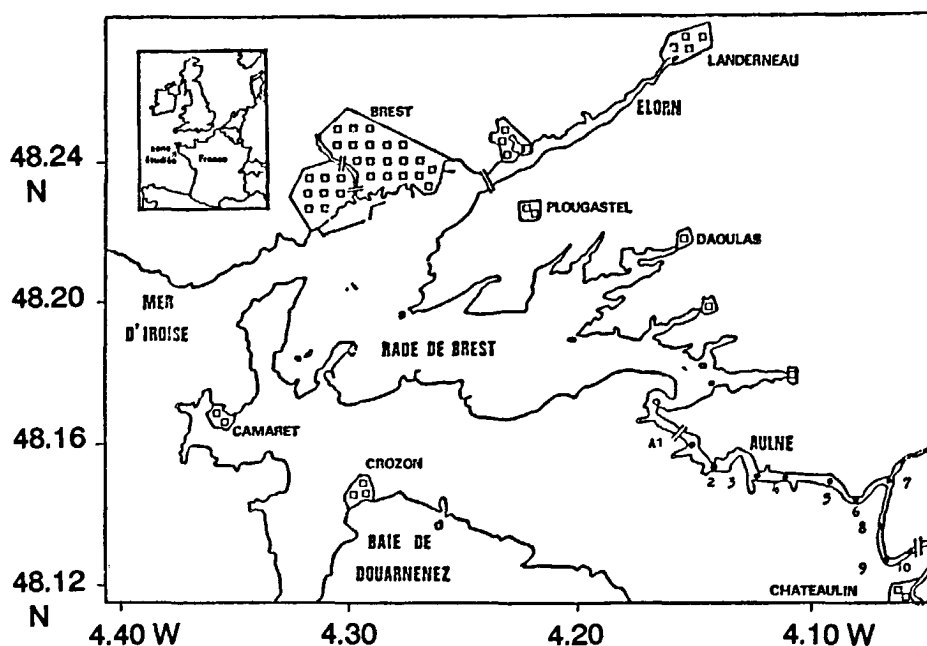 LANDERNEAU
BREST
ELORN
zone
étudiée
France
48.24
N
PLOUGASTEL
DAOULAS
48.20
MER
D'IROISE
RADE DE BREST
CAMARET
48.16
A1
AULNE
2
3
4
5
6
7
8
9
10
CROZON
BAIE DE
DOUARNENEZ
CHATEAULIN
48.12
N
4.40 W
4.30
4.20
4.10 W